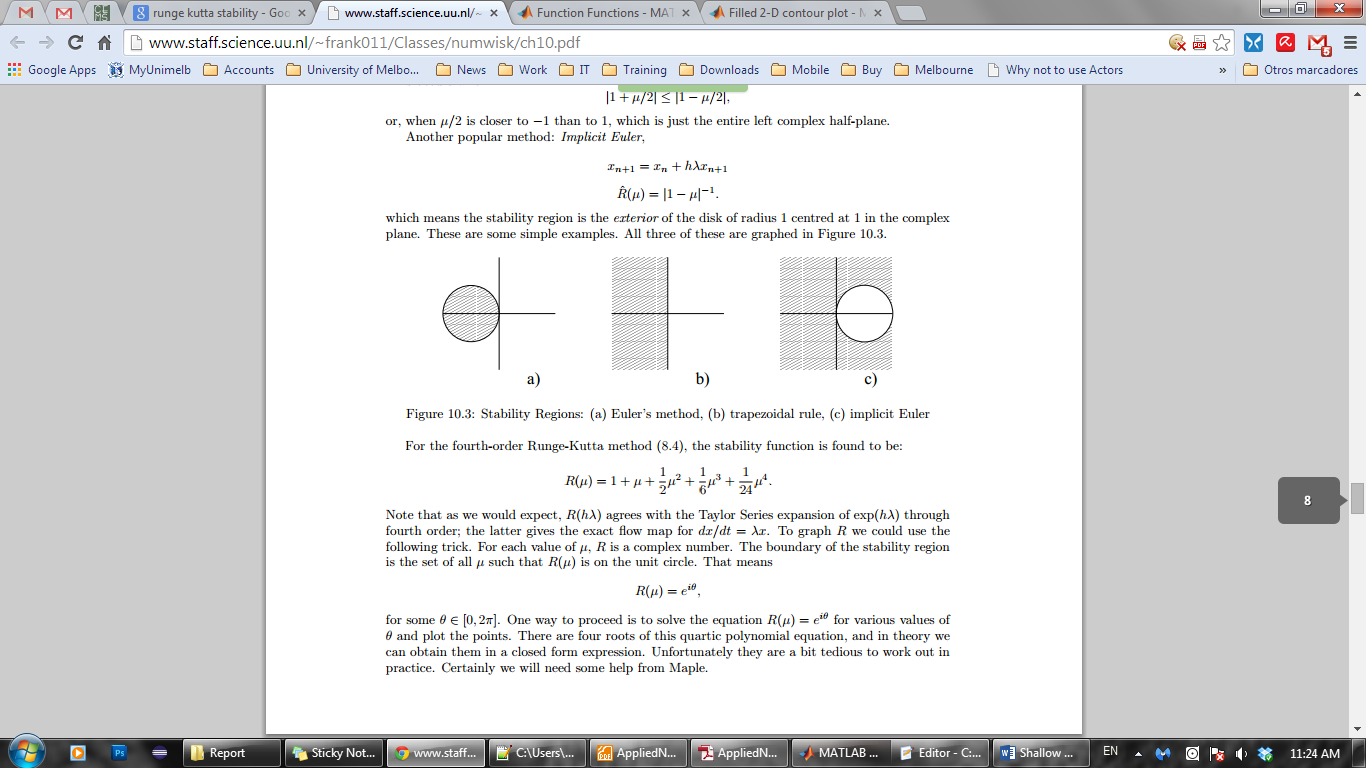 runge kutta stability - Goo
www.staff.science.uu.nl/~
Function Functions - MAT
Filled 2-D contour plot - M
www.staff.science.uu.nl/~frank011/Classes/numwisk/ch10.pdf
5
Google Apps MyUnimelb Accounts University of Melbo... News Work IT Training Downloads Mobile Buy Melbourne Why not to use Actors » Otros marcadores
|1 + μ/2| ≤ |1 − μ/2|,
or, when μ/2 is closer to −1 than to 1, which is just the entire left complex half-plane.
Another popular method: Implicit Euler,
xₙ₊₁ = xₙ + hλxₙ₊₁
R̂(μ) = |1 − μ|⁻¹.
which means the stability region is the exterior of the disk of radius 1 centred at 1 in the complex
plane. These are some simple examples. All three of these are graphed in Figure 10.3.
a) b) c)
Figure 10.3: Stability Regions: (a) Euler's method, (b) trapezoidal rule, (c) implicit Euler
For the fourth-order Runge-Kutta method (8.4), the stability function is found to be:
R(μ) = 1 + μ + 1/2 μ² + 1/6 μ³ + 1/24 μ⁴.
Note that as we would expect, R(hλ) agrees with the Taylor Series expansion of exp(hλ) through
fourth order; the latter gives the exact flow map for dx/dt = λx. To graph R we could use the
following trick. For each value of μ, R is a complex number. The boundary of the stability region
is the set of all μ such that R(μ) is on the unit circle. That means
R(μ) = e^{iθ},
for some θ ∈ [0, 2π]. One way to proceed is to solve the equation R(μ) = e^{iθ} for various values of
θ and plot the points. There are four roots of this quartic polynomial equation, and in theory we
can obtain them in a closed form expression. Unfortunately they are a bit tedious to work out in
practice. Certainly we will need some help from Maple.
8
Ps Report Sticky Not... www.staff... C:\Users\... AppliedN... AppliedN... MATLAB ... Editor - C:... Shallow ... EN 11:24 AM